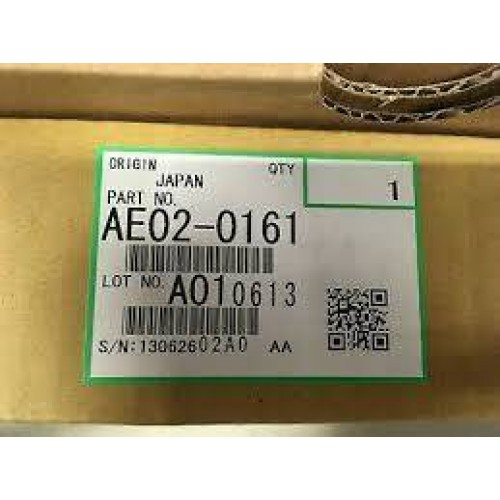 ORIGIN JAPAN
QTY 1
PART NO.
AE02-0161
LOT NO. A010613
S/N:13062602A0 AA